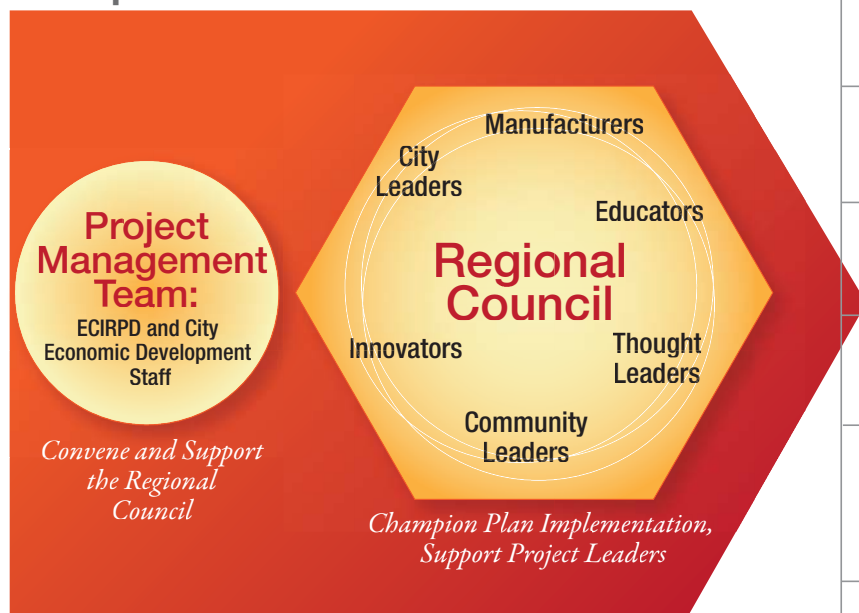 Project
Management
Team:
ECIRPD and City
Economic Development
Staff
Convene and Support
the Regional
Council
Manufacturers
City
Leaders
Educators
Regional
Council
Innovators
Thought
Leaders
Community
Leaders
Champion Plan Implementation,
Support Project Leaders